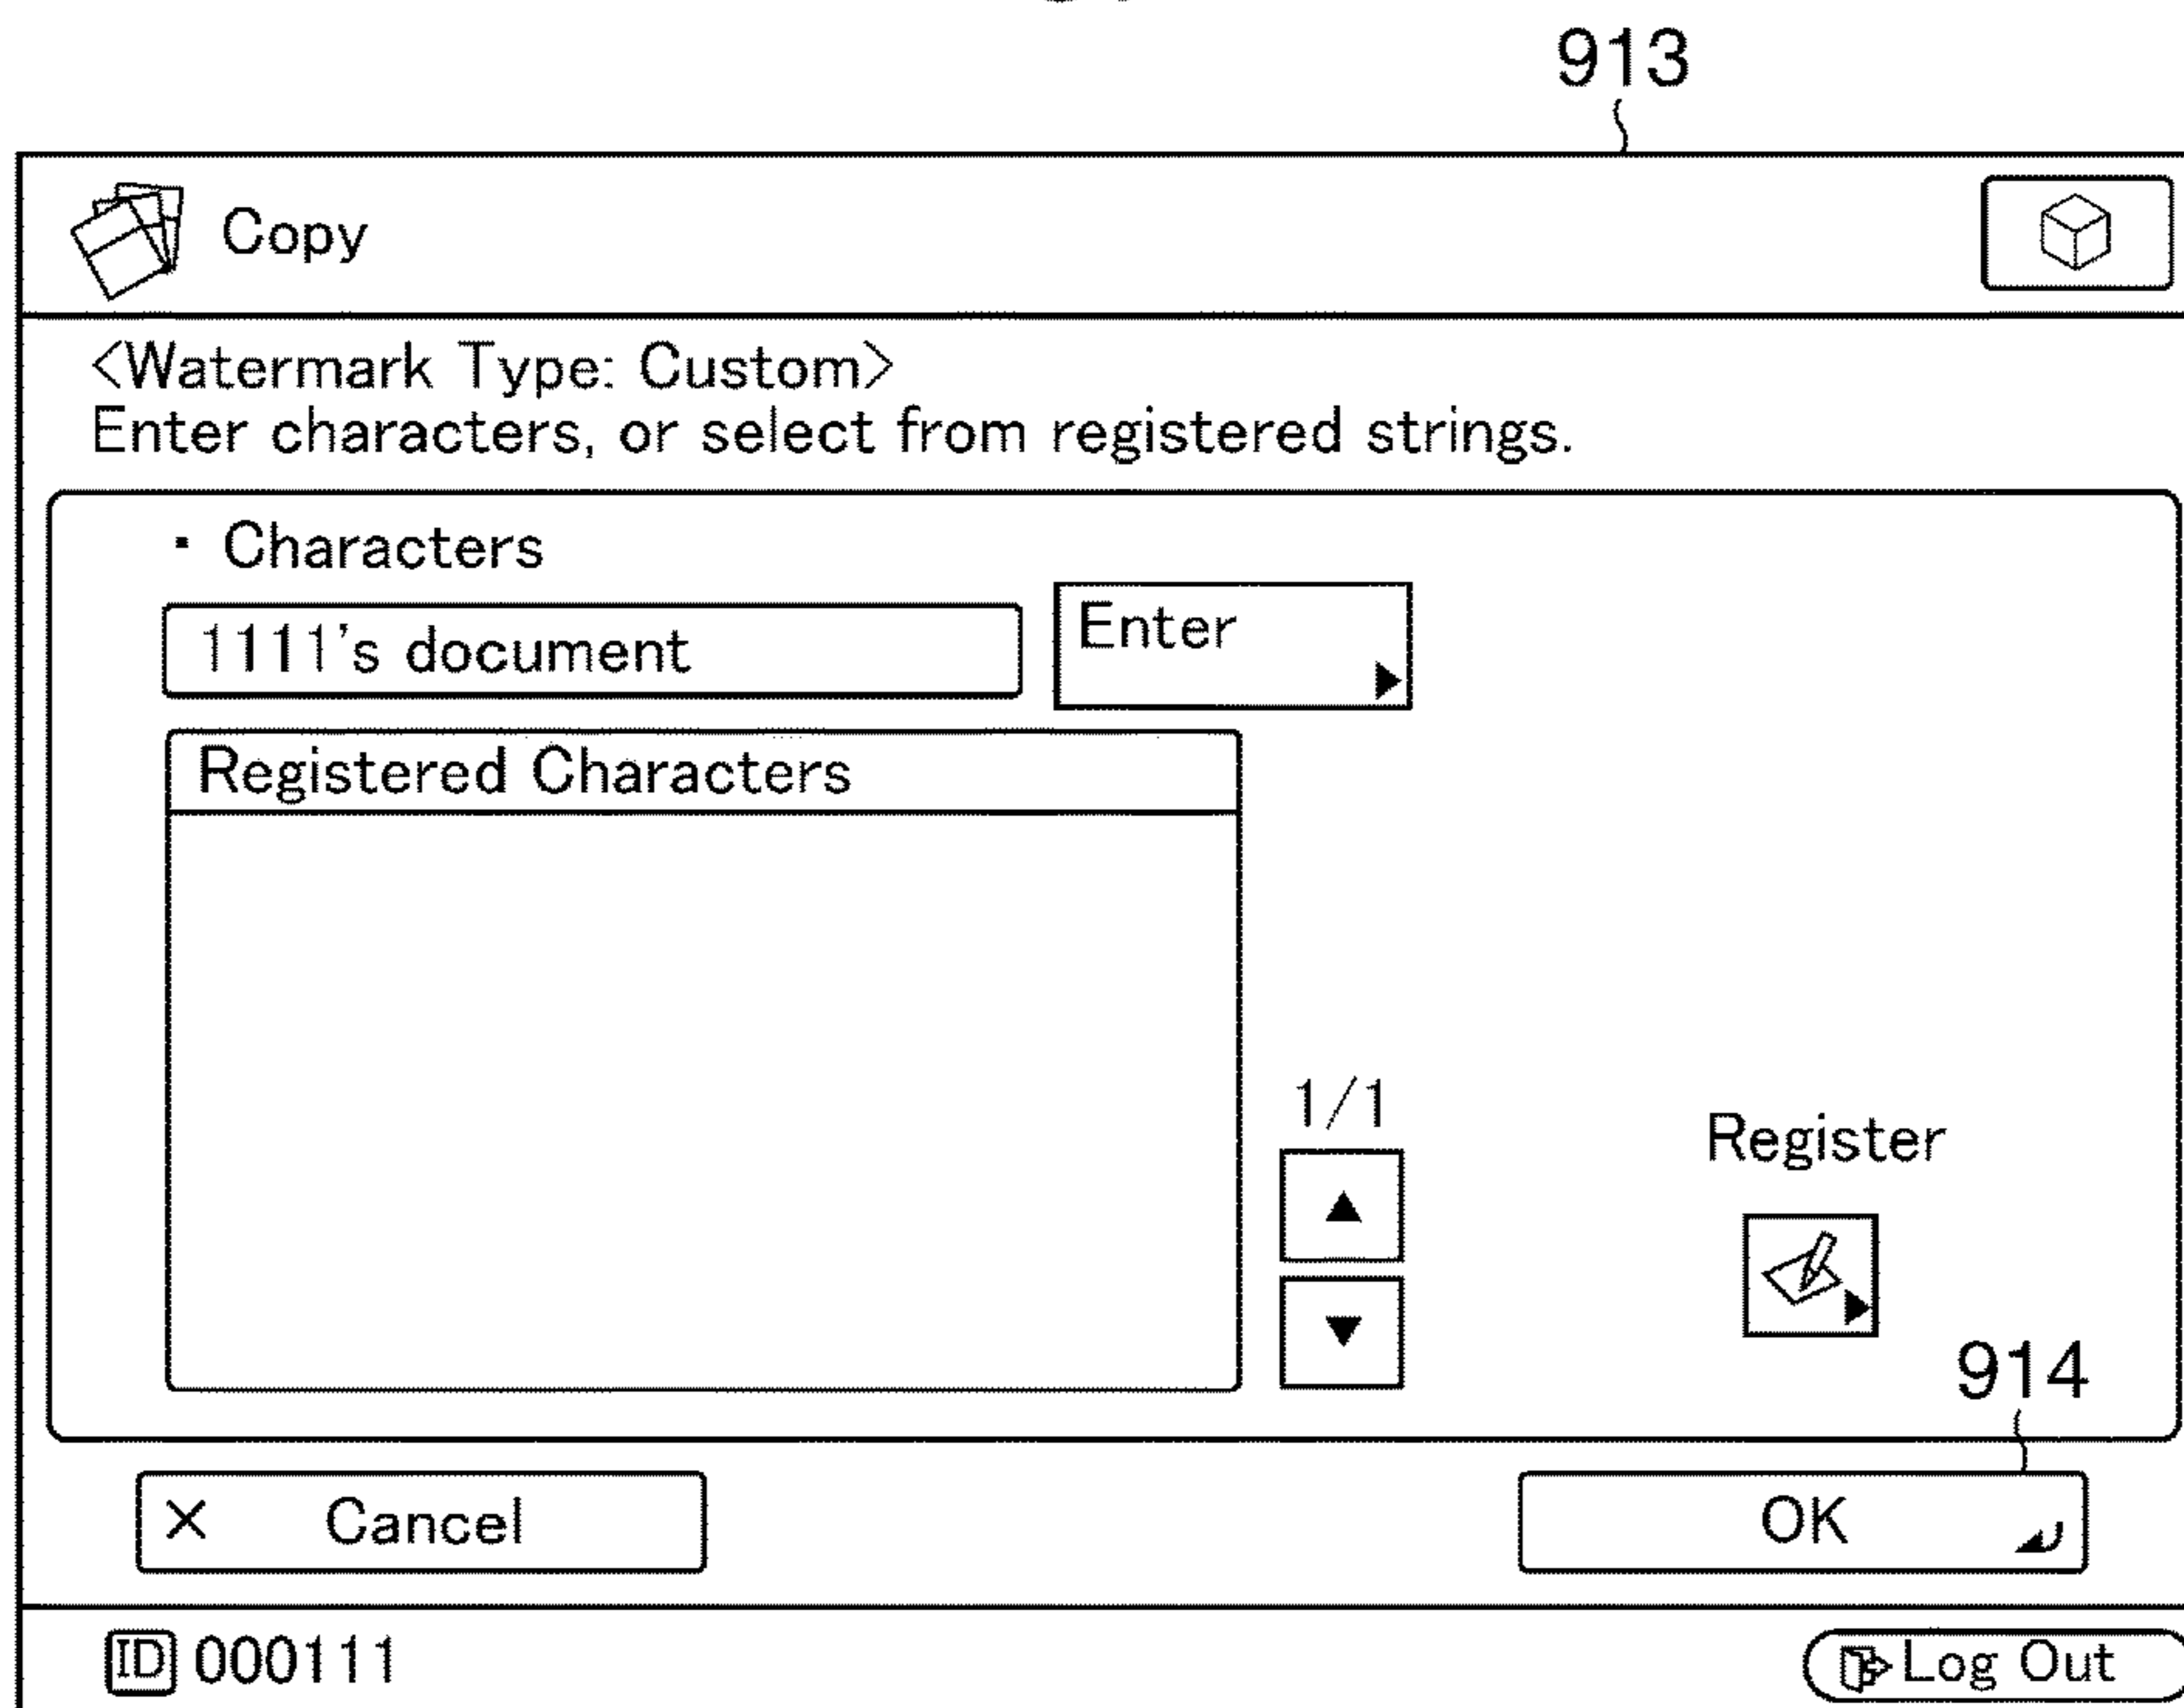 913
Copy
<Watermark Type: Custom>
Enter characters, or select from registered strings.
・Characters
1111's document
Enter
Registered Characters
1/1
Register
914
× Cancel
OK
ID 000111
Log Out